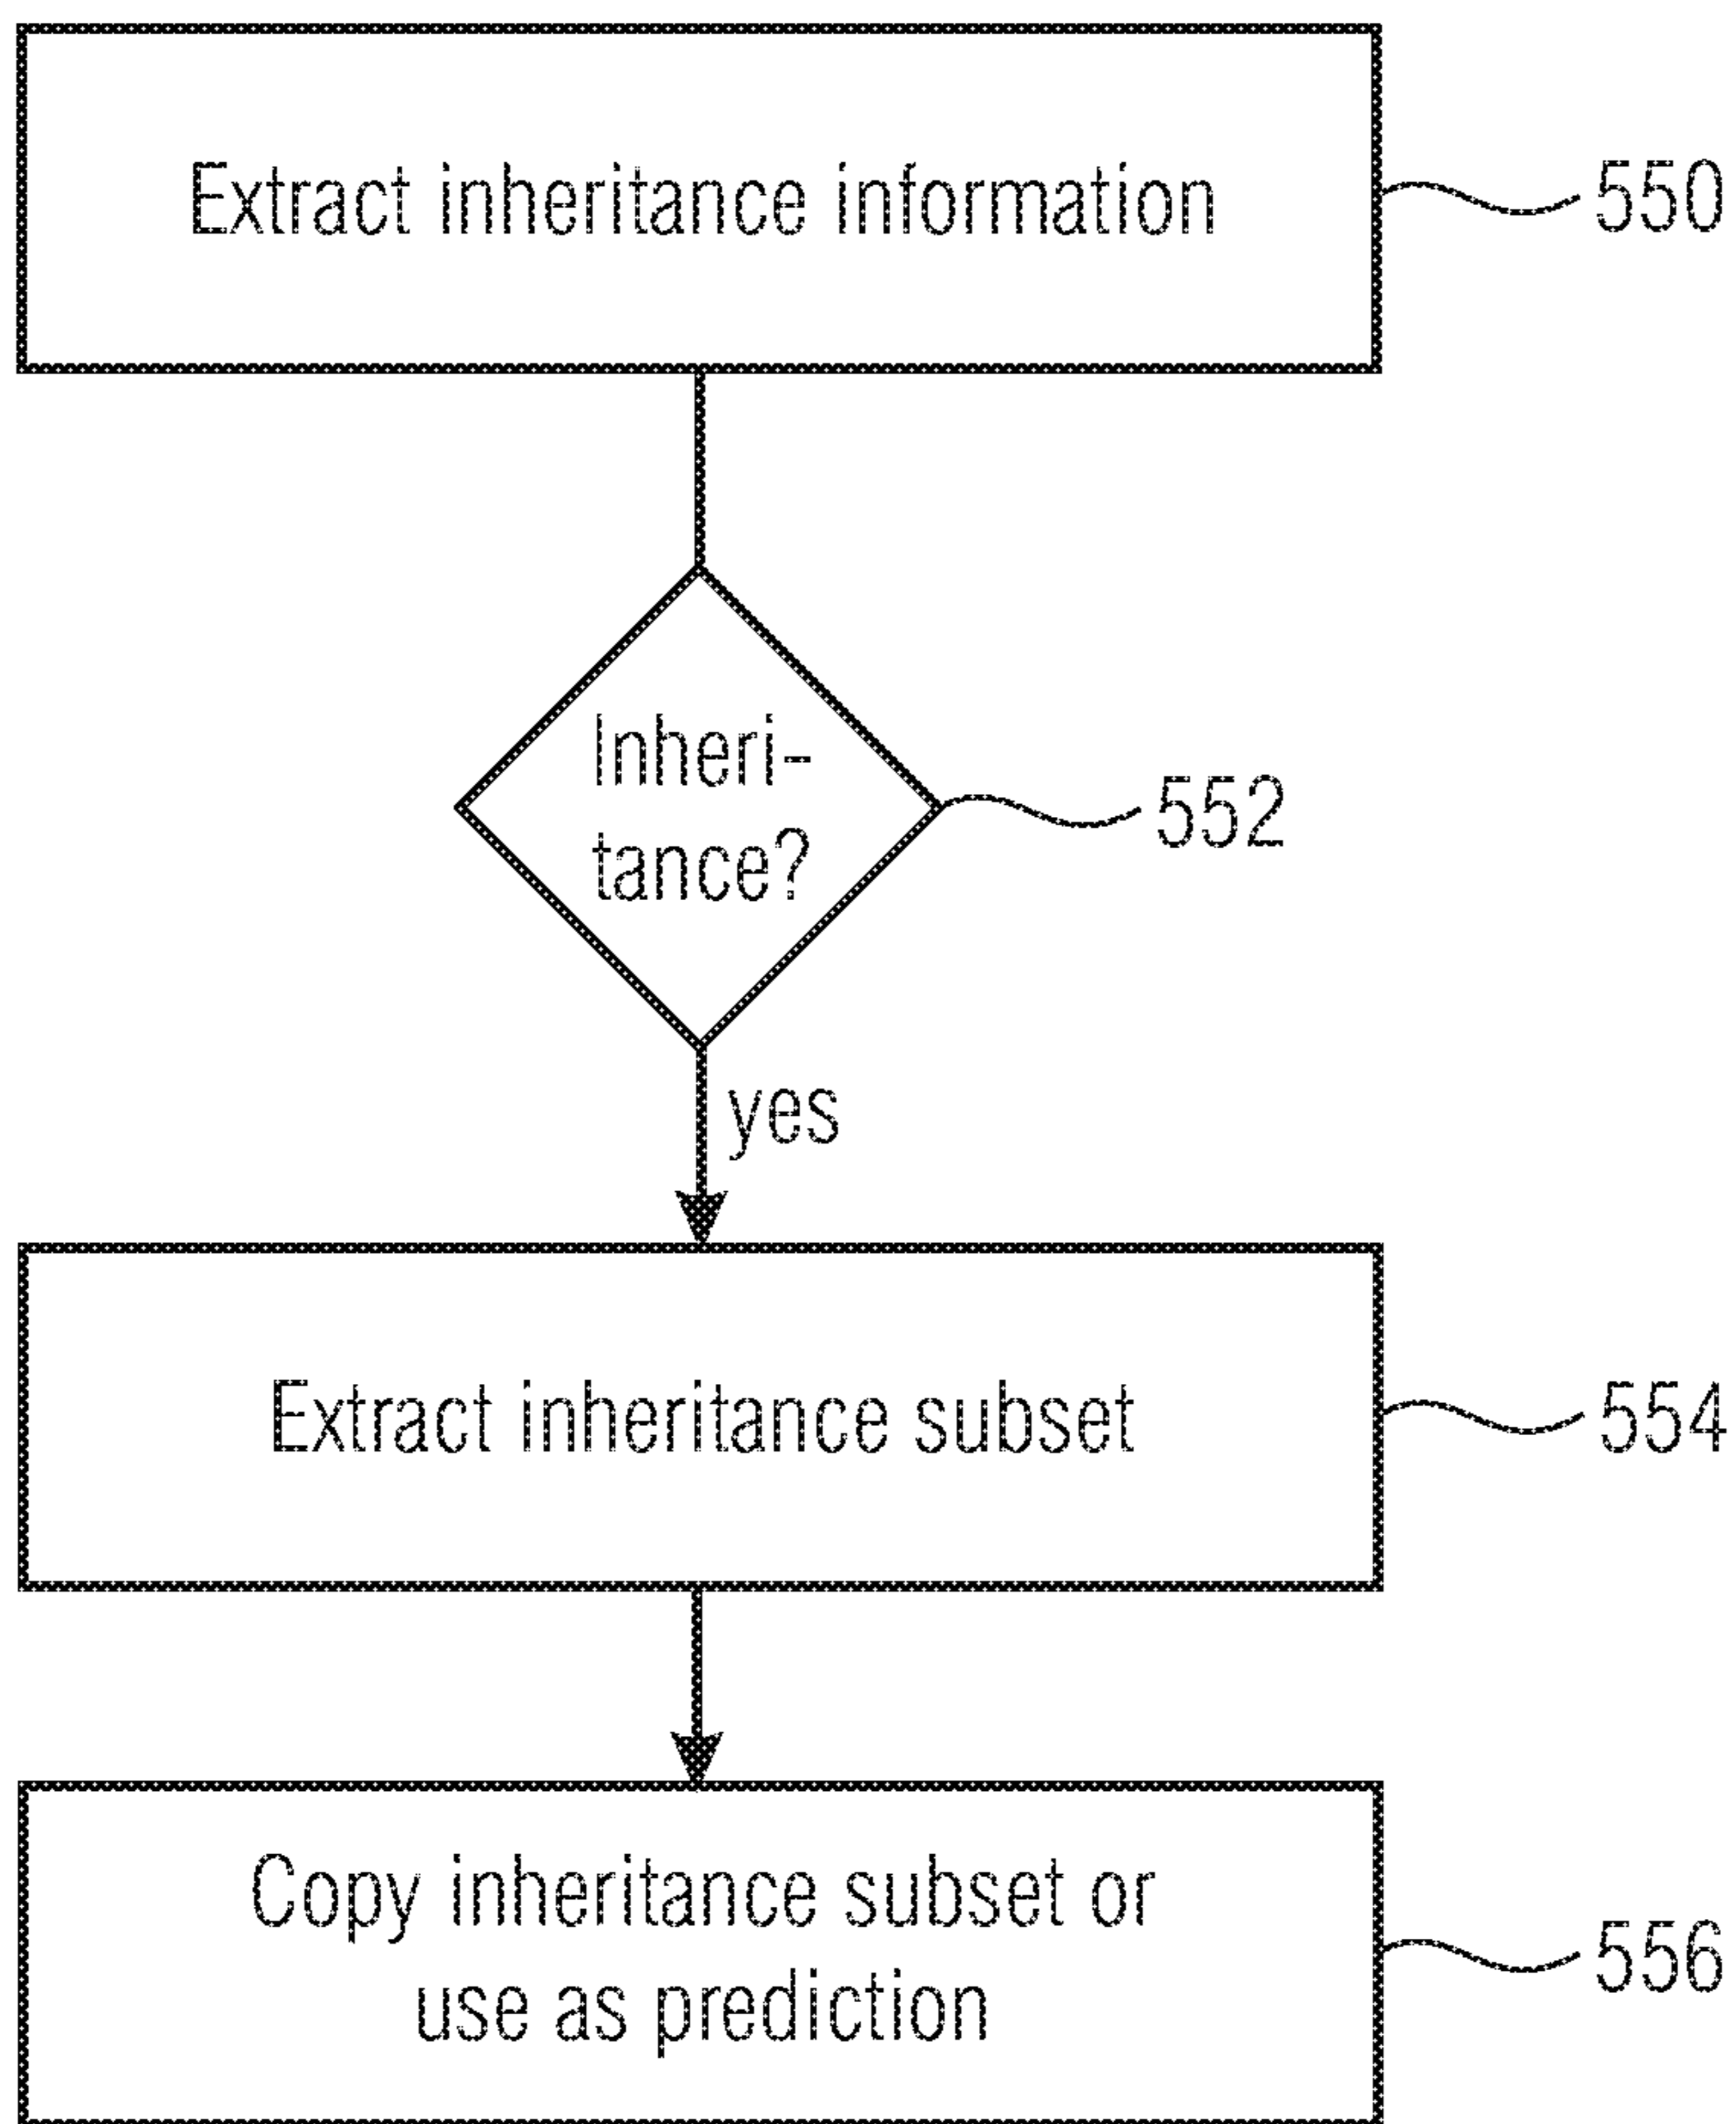 Extract inheritance information
550
Inheri-
tance?
552
yes
Extract inheritance subset
554
Copy inheritance subset or
use as prediction
556